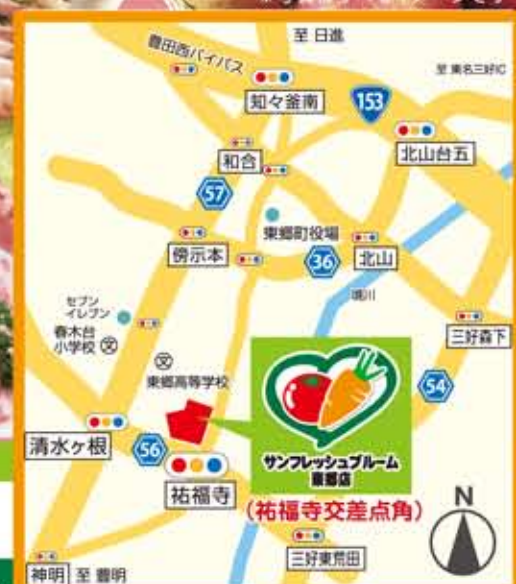 至 日進
豊田西バイパス
至 東名三好IC
知々釜南
153
北山台五
和合
57
東郷町役場
傍示本
36
北山
境川
セブン
イレブン
春木台
小学校 文
三好森下
文
東郷高等学校
54
サンフレッシュブルーム
東郷店
清水ヶ根
56
祐福寺
(祐福寺交差点角)
N
三好東荒田
神明 至 豊明